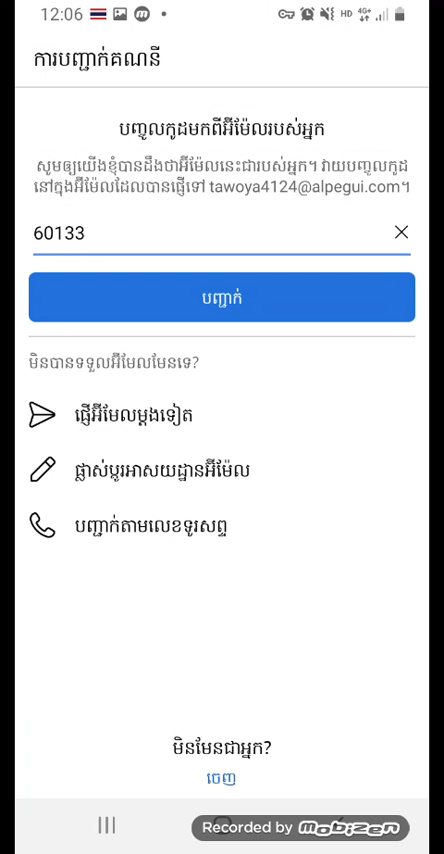 12:06
HD 4G+
ការបញ្ជាក់គណនី
បញ្ចូលកូដមកពីអ៊ីម៉ែលរបស់អ្នក
សូមឲ្យយើងខ្ញុំបានដឹងថាអ៊ីម៉ែលនេះជារបស់អ្នក។ វាយបញ្ចូលកូដ
នៅក្នុងអ៊ីម៉ែលដែលបានផ្ញើទៅ tawoya4124@alpegui.com។
60133
បញ្ជាក់
មិនបានទទួលអ៊ីមែលមែនទេ?
ផ្ញើអ៊ីមែលម្ដងទៀត
ផ្លាស់ប្ដូរអាសយដ្ឋានអ៊ីម៉ែល
បញ្ជាក់តាមលេខទូរសព្ទ
មិនមែនជាអ្នក?
ចេញ
Recorded by mobizen